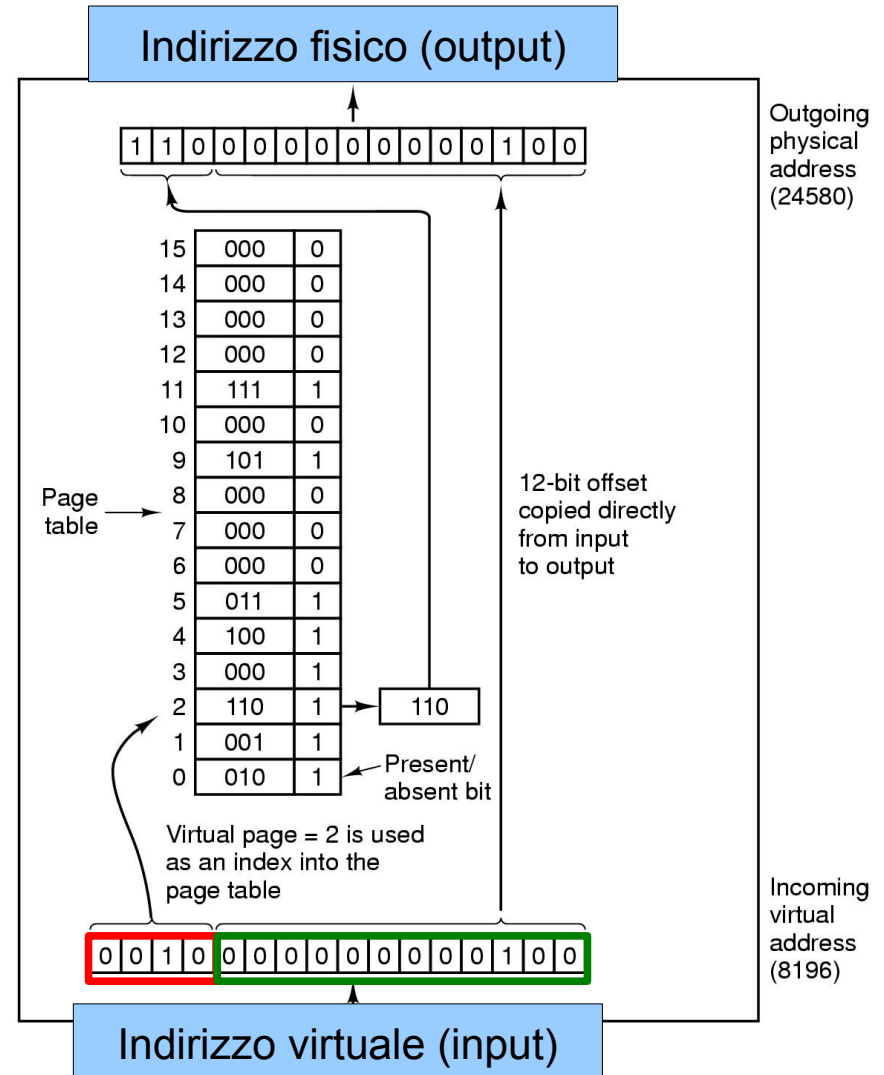 Indirizzo fisico (output)
1 1 0 0 0 0 0 0 0 0 0 0 1 0 0
Outgoing
physical
address
(24580)
15 000 0
14 000 0
13 000 0
12 000 0
11 111 1
10 000 0
9 101 1
8 000 0
7 000 0
6 000 0
5 011 1
4 100 1
3 000 1
2 110 1 110
1 001 1
0 010 1
Page
table
12-bit offset
copied directly
from input
to output
Present/
absent bit
Virtual page = 2 is used
as an index into the
page table
0 0 1 0 0 0 0 0 0 0 0 0 0 1 0 0
Incoming
virtual
address
(8196)
Indirizzo virtuale (input)